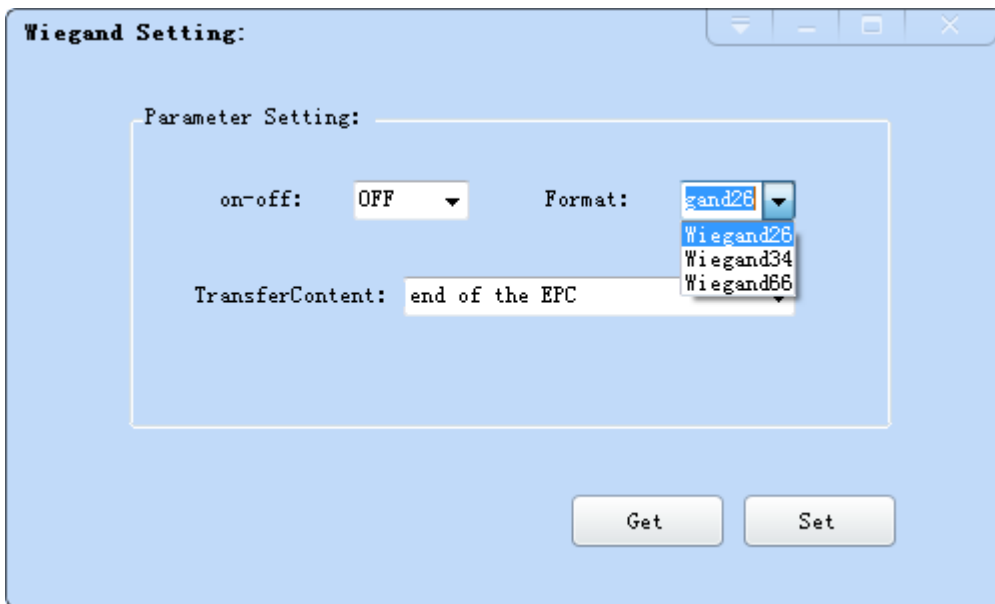 Wiegand Setting:
Parameter Setting:
on-off: OFF Format: gand26
Wiegand26
Wiegand34
Wiegand66
TransferContent: end of the EPC
Get Set